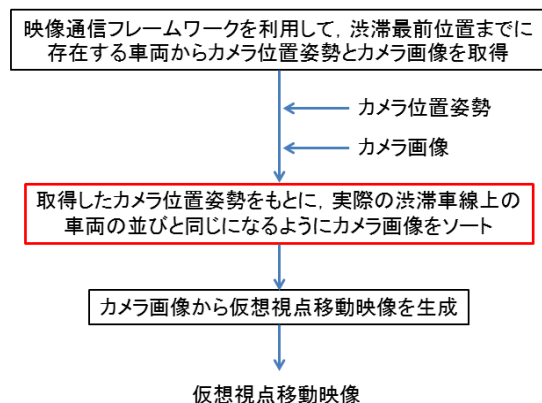 映像通信フレームワークを利用して，渋滞最前位置までに
存在する車両からカメラ位置姿勢とカメラ画像を取得
カメラ位置姿勢
カメラ画像
取得したカメラ位置姿勢をもとに，実際の渋滞車線上の
車両の並びと同じになるようにカメラ画像をソート
カメラ画像から仮想視点移動映像を生成
仮想視点移動映像